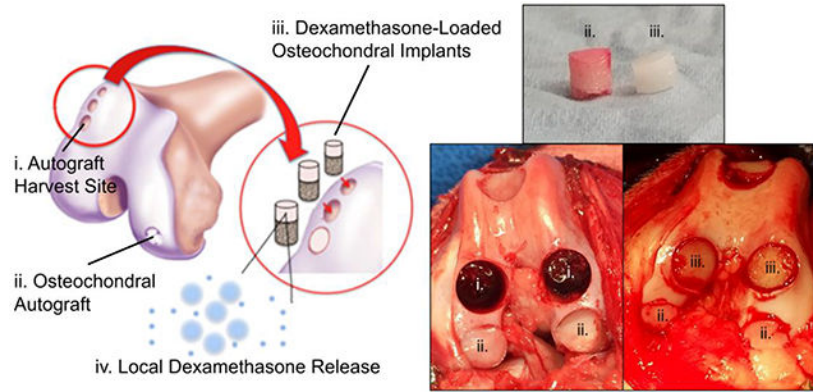 iii. Dexamethasone-Loaded
Osteochondral Implants
i. Autograft
Harvest Site
ii. Osteochondral
Autograft
iv. Local Dexamethasone Release
ii.
iii.
i.
i.
ii.
ii.
iii.
iii.
ii.
ii.